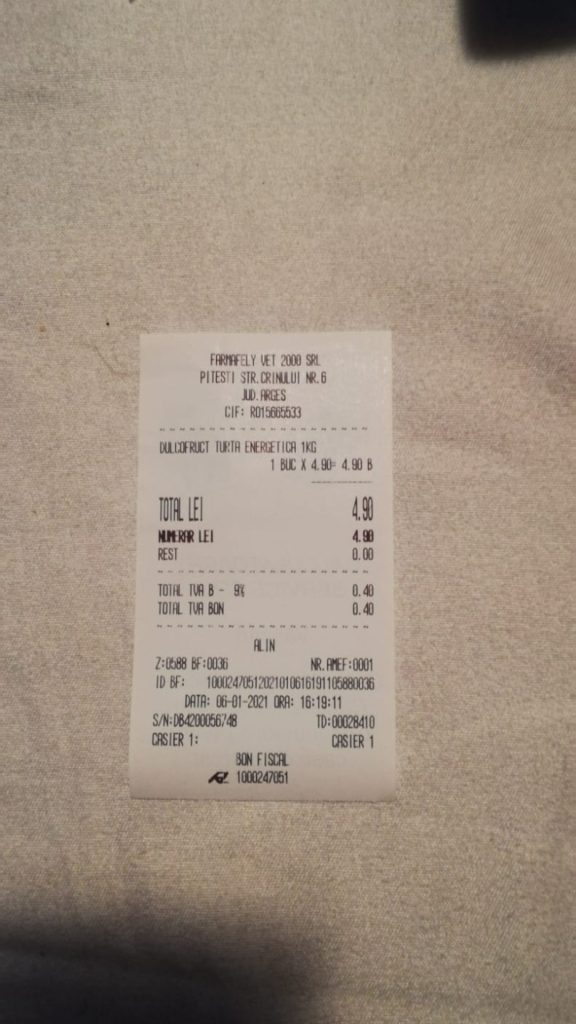 FARMAFELY VET 2000 SRL
PITESTI STR.CRINULUI NR.6
JUD.ARGES
CIF: RO15665533
DULCOFRUCT TURTA ENERGETICA 1KG
1 BUC X 4.90= 4.90 B
TOTAL LEI 4.90
NUMERAR LEI 4.90
REST 0.00
TOTAL TVA B - 9% 0.40
TOTAL TVA BON 0.40
ALIN
Z:0588 BF:0036 NR.AMEF:0001
ID BF: 10002470512021010616191105880036
DATA: 06-01-2021 ORA: 16:19:11
S/N:DB4200056748 TD:00028410
CASIER 1: CASIER 1
BON FISCAL
1000247051